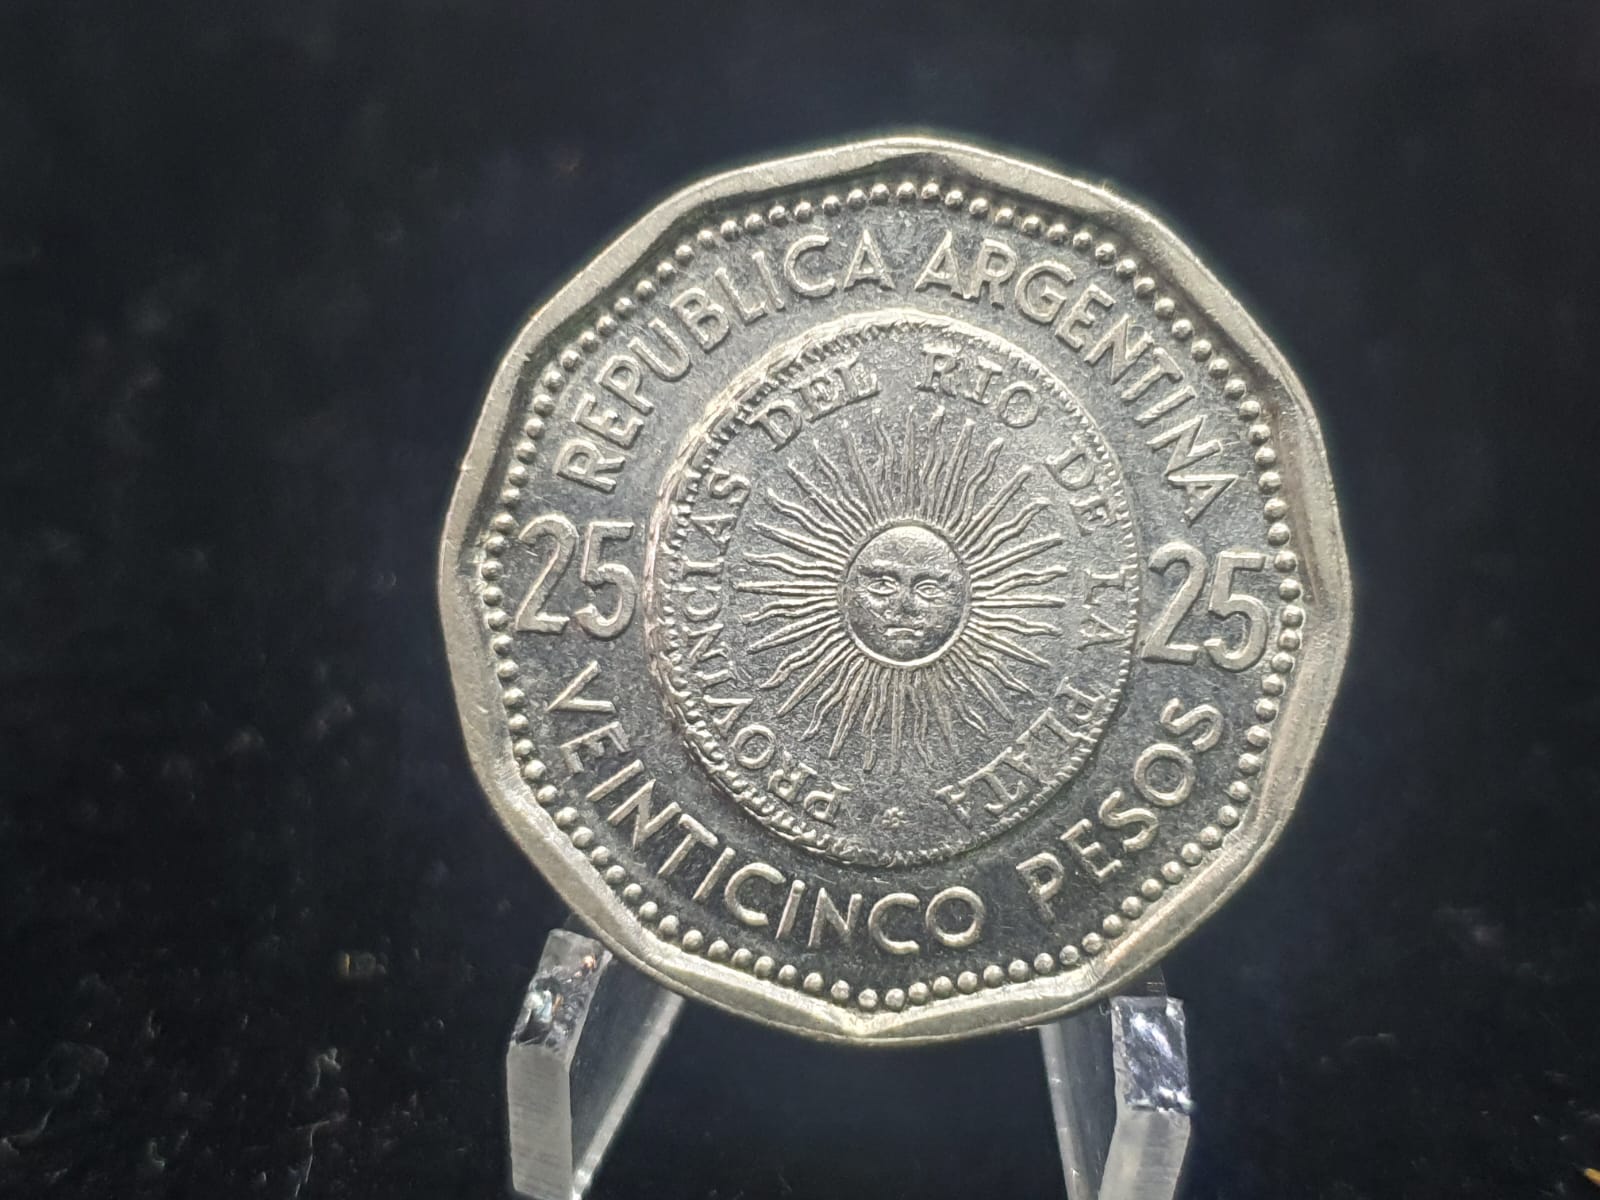 REPUBLICA ARGENTINA
25
25
PROVINCIAS DEL RIO DE LA PLATA
VEINTICINCO PESOS